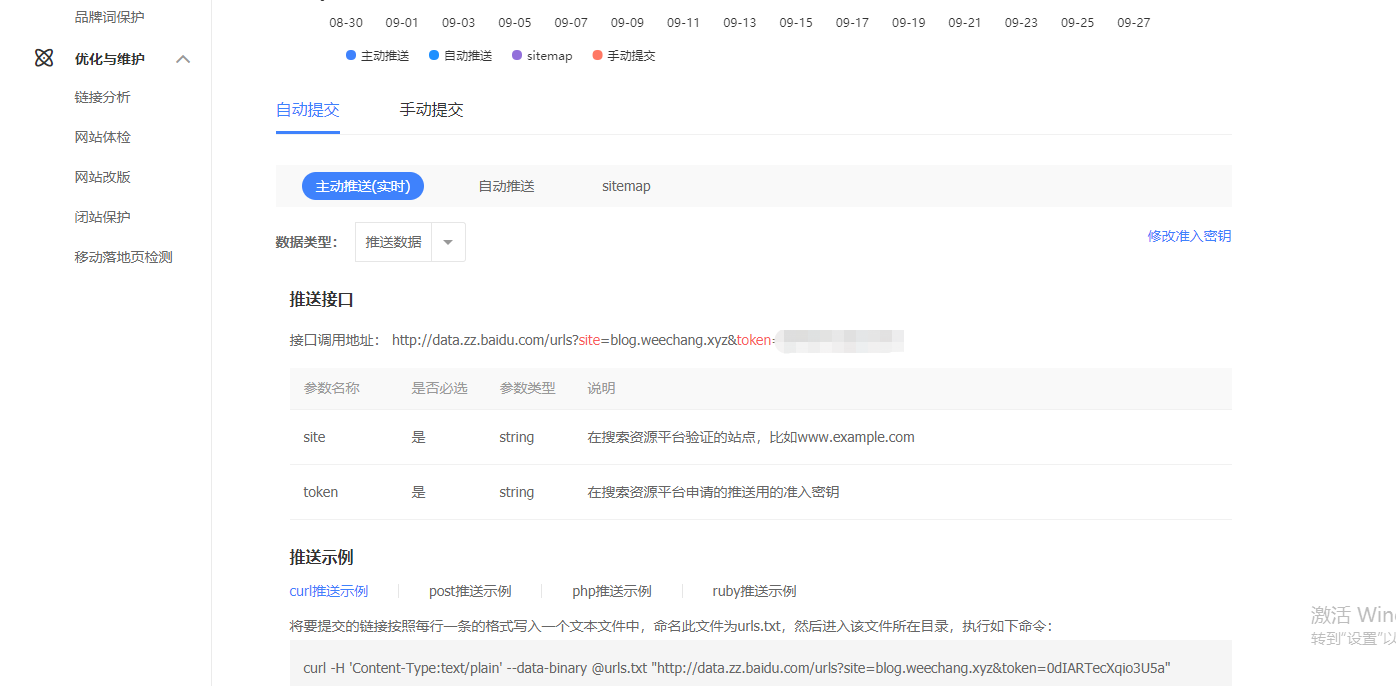 品牌词保护
优化与维护
链接分析
网站体检
网站改版
闭站保护
移动落地页检测
08-30 09-01 09-03 09-05 09-07 09-09 09-11 09-13 09-15 09-17 09-19 09-21 09-23 09-25 09-27
主动推送 自动推送 sitemap 手动提交
自动提交 手动提交
主动推送(实时) 自动推送 sitemap
数据类型： 推送数据 修改准入密钥
推送接口
接口调用地址： http://data.zz.baidu.com/urls?site=blog.weechang.xyz&token=
参数名称 是否必选 参数类型 说明
site 是 string 在搜索资源平台验证的站点，比如www.example.com
token 是 string 在搜索资源平台申请的推送用的准入密钥
推送示例
curl推送示例 post推送示例 php推送示例 ruby推送示例
将要提交的链接按照每行一条的格式写入一个文本文件中，命名此文件为urls.txt，然后进入该文件所在目录，执行如下命令：
curl -H 'Content-Type:text/plain' --data-binary @urls.txt "http://data.zz.baidu.com/urls?site=blog.weechang.xyz&token=0dIARTecXqio3U5a"
激活 Win
转到"设置"以